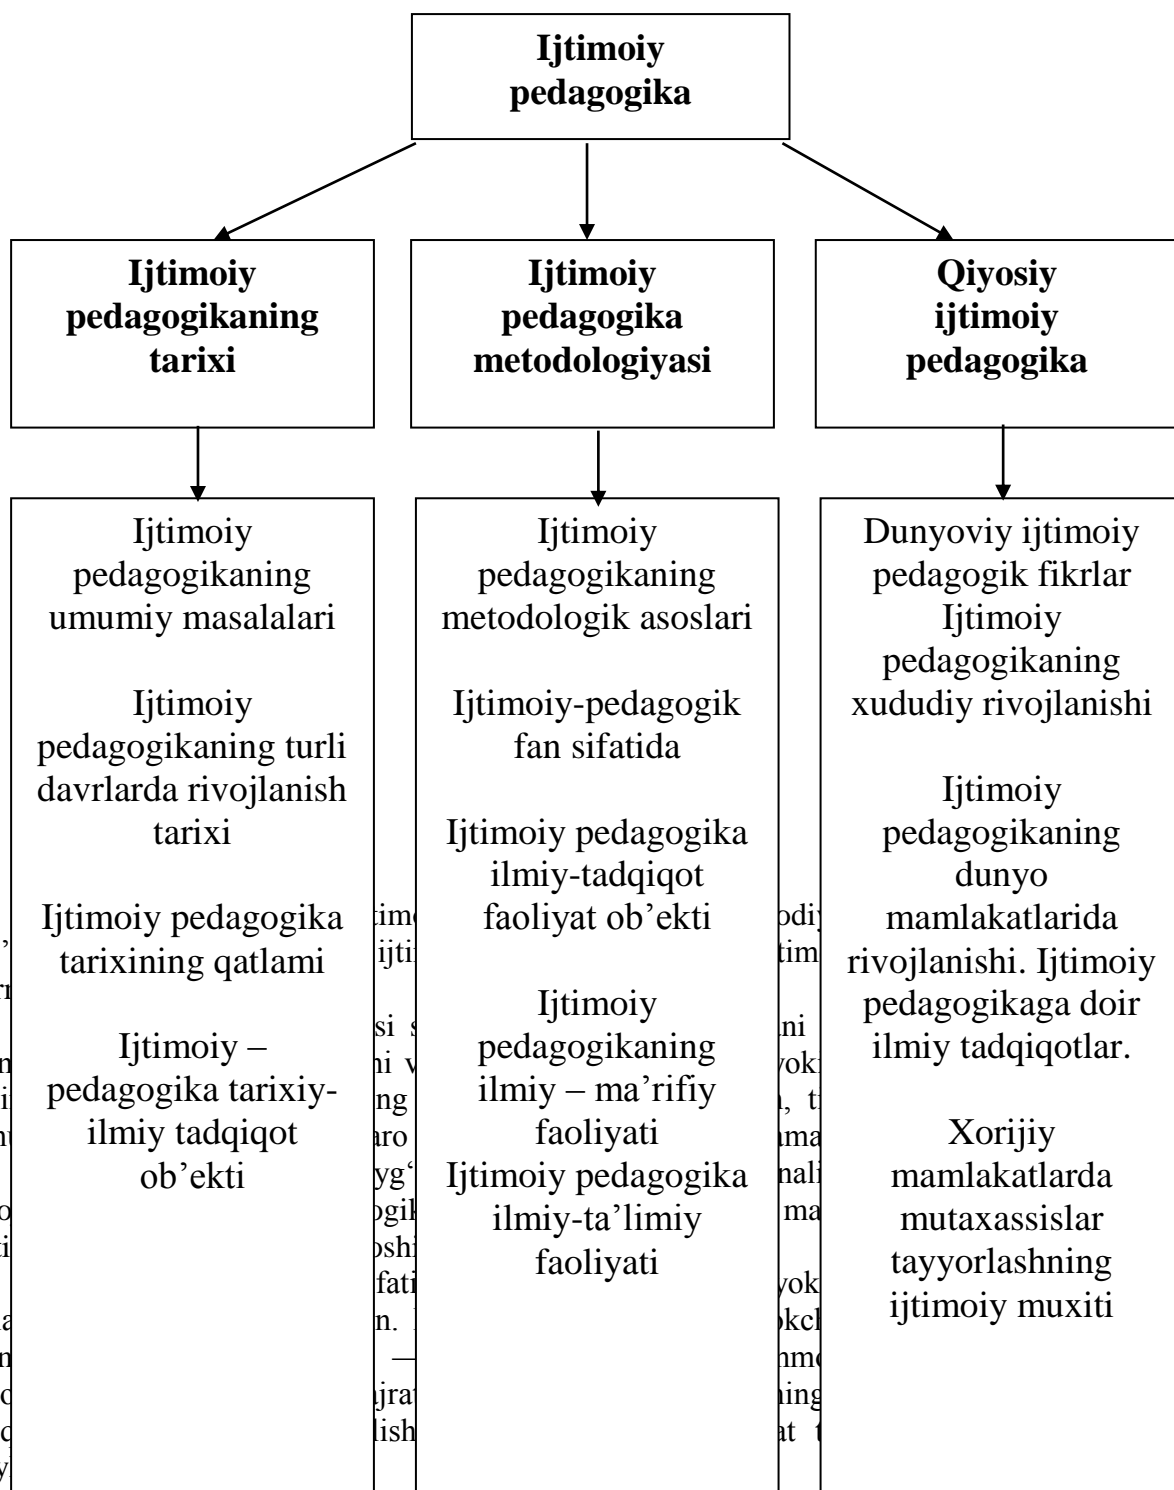 Ijtimoiy
pedagogika
Ijtimoiy
pedagogikaning
tarixi
Ijtimoiy
pedagogika
metodologiyasi
Qiyosiy
ijtimoiy
pedagogika
Ijtimoiy
pedagogikaning
umumiy masalalari
Ijtimoiy
pedagogikaning turli
davrlarda rivojlanish
tarixi
Ijtimoiy pedagogika
tarixining qatlami
Ijtimoiy –
pedagogika tarixiy-
ilmiy tadqiqot
ob’ekti
Ijtimoiy
pedagogikaning
metodologik asoslari
Ijtimoiy-pedagogik
fan sifatida
Ijtimoiy pedagogika
ilmiy-tadqiqot
faoliyat ob’ekti
Ijtimoiy
pedagogikaning
ilmiy – ma’rifiy
faoliyati
Ijtimoiy pedagogika
ilmiy-ta’limiy
faoliyati
Dunyoviy ijtimoiy
pedagogik fikrlar
Ijtimoiy
pedagogikaning
xududiy rivojlanishi
Ijtimoiy
pedagogikaning
dunyo
mamlakatlarida
rivojlanishi. Ijtimoiy
pedagogikaga doir
ilmiy tadqiqotlar.
Xorijiy
mamlakatlarda
mutaxassislar
tayyorlashning
ijtimoiy muxiti